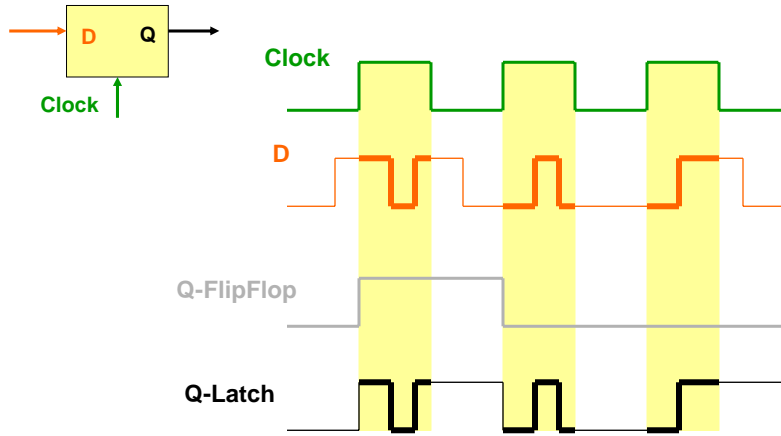 D Q
Clock
Clock
D
Q-FlipFlop
Q-Latch